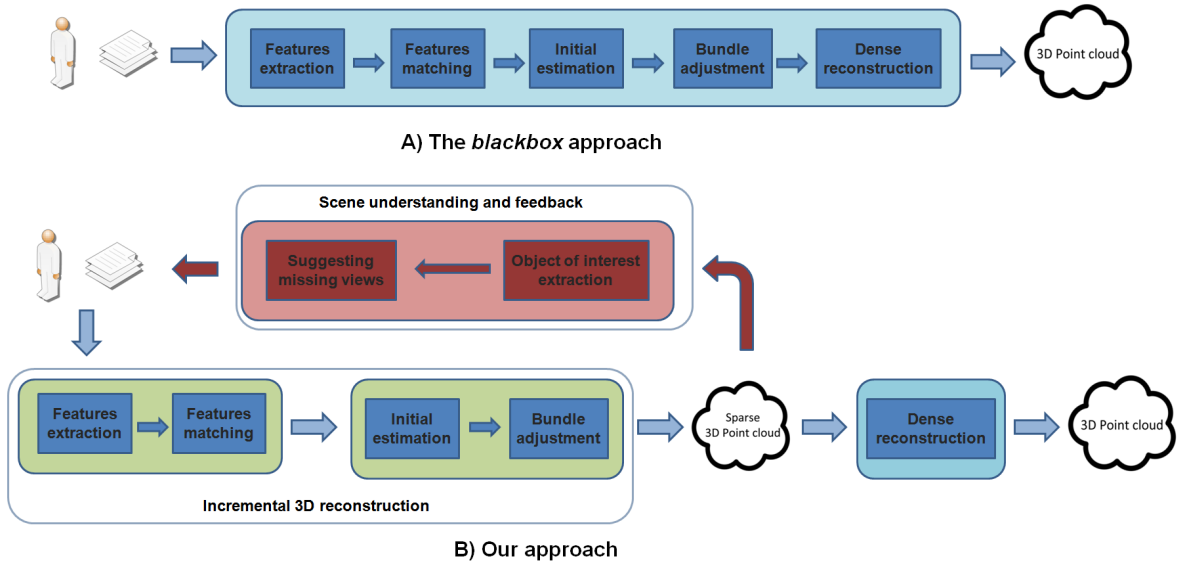 Features
extraction
Features
matching
Initial
estimation
Bundle
adjustment
Dense
reconstruction
3D Point cloud
A) The blackbox approach
Scene understanding and feedback
Suggesting
missing views
Object of interest
extraction
Features
extraction
Features
matching
Initial
estimation
Bundle
adjustment
Sparse
3D Point cloud
Dense
reconstruction
3D Point cloud
Incremental 3D reconstruction
B) Our approach